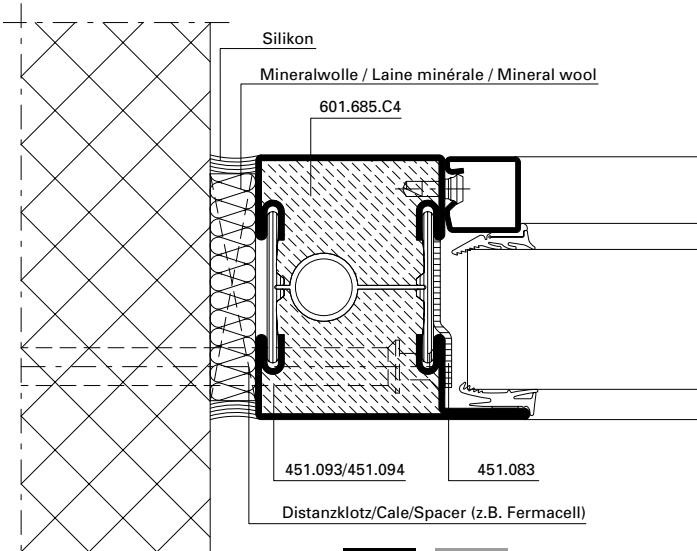 Silikon
Mineralwolle / Laine minérale / Mineral wool
601.685.C4
451.093/451.094
451.083
Distanzklotz/Cale/Spacer (z.B. Fermacell)